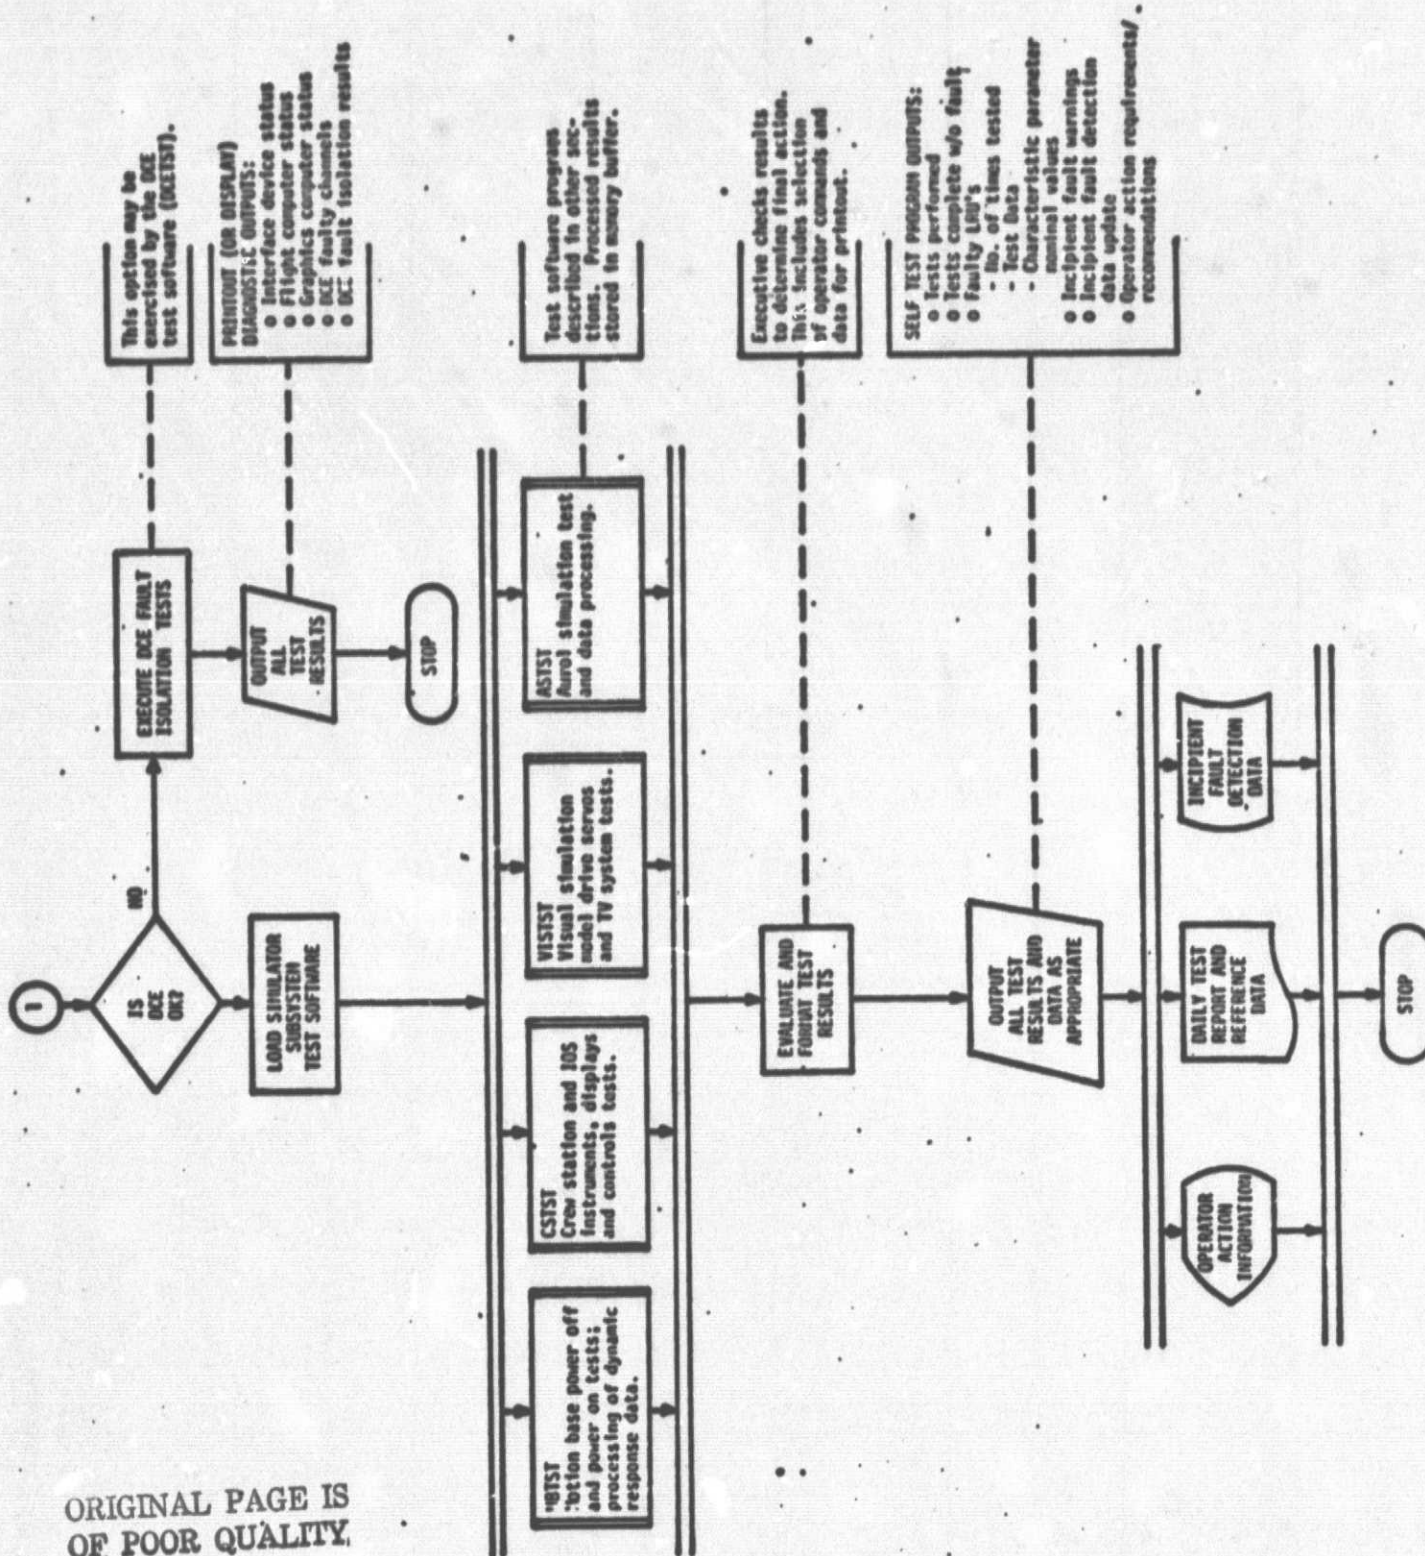 1
IS
DCE
OK?
NO
EXECUTE DCE FAULT
ISOLATION TESTS
This option may be
exercised by the DCE
test software (DCETST).
OUTPUT
ALL
TEST
RESULTS
PRINTOUT (OR DISPLAY)
DIAGNOSTIC OUTPUTS:
o Interface device status
o Flight computer status
o Graphics computer status
o DCE faulty channels
o DCE fault isolation results
STOP
LOAD SIMULATOR
SUBSYSTEM
TEST SOFTWARE
BTST
otion base power off
and power on tests;
processing of dynamic
response data.
CSTST
Crew station and IOS
instruments, displays
and controls tests.
VISTST
Visual simulation
model drive servos
and TV system tests.
ASTST
Aurol simulation test
and data processing.
Test software programs
described in other sec-
tions. Processed results
stored in memory buffer.
EVALUATE AND
FORMAT TEST
RESULTS
Executive checks results
to determine final action.
This includes selection
of operator commands and
data for printout.
OUTPUT
ALL TEST
RESULTS AND
DATA AS
APPROPRIATE
SELF TEST PROGRAM OUTPUTS:
o Tests performed
o Tests complete w/o fault
o Faulty LRU's
- No. of times tested
- Test Data
- Characteristic parameter
nominal values
o Incipient fault warnings
o Incipient fault detection
data update
o Operator action requirements/
recommendations
OPERATOR
ACTION
INFORMATION
DAILY TEST
REPORT AND
REFERENCE
DATA
INCIPIENT
FAULT
DETECTION
DATA
STOP
ORIGINAL PAGE IS
OF POOR QUALITY